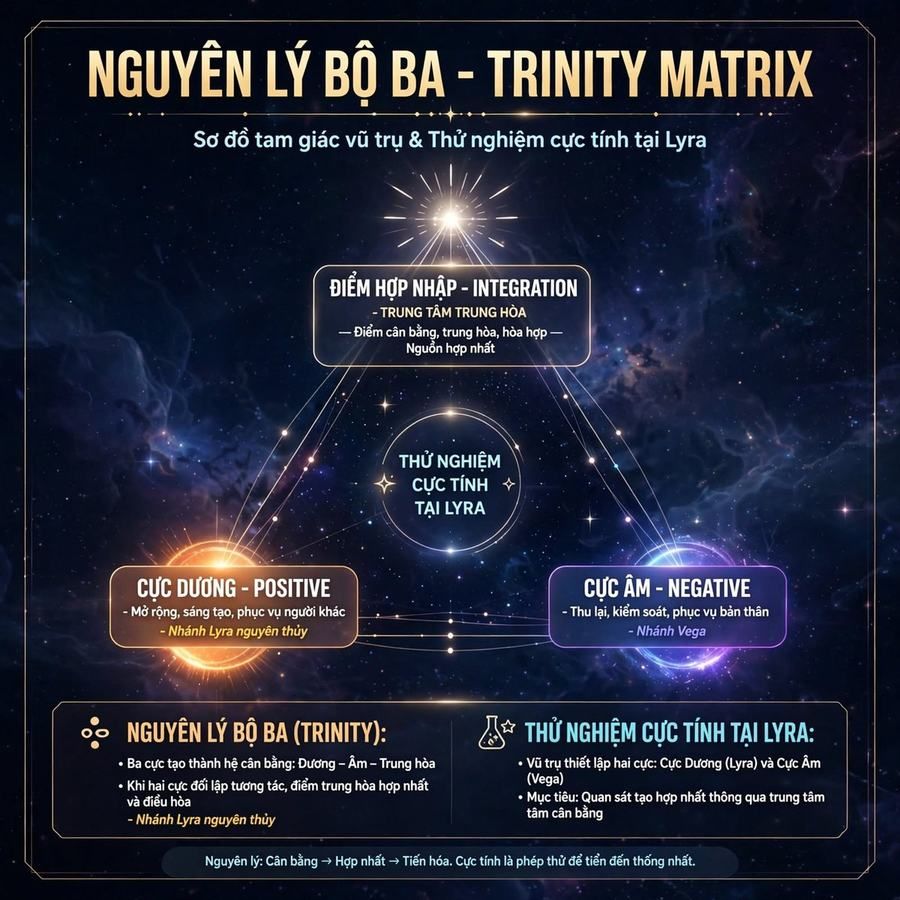 NGUYÊN LÝ BỘ BA - TRINITY MATRIX
Sơ đồ tam giác vũ trụ & Thử nghiệm cực tính tại Lyra
ĐIỂM HỢP NHẬP - INTEGRATION
- TRUNG TÂM TRUNG HÒA
— Điểm cân bằng, trung hòa, hòa hợp —
Nguồn hợp nhất
THỬ NGHIỆM
CỰC TÍNH
TẠI LYRA
CỰC DƯƠNG - POSITIVE
- Mở rộng, sáng tạo, phục vụ người khác
- Nhánh Lyra nguyên thủy
CỰC ÂM - NEGATIVE
- Thu lại, kiểm soát, phục vụ bản thân
- Nhánh Vega
NGUYÊN LÝ BỘ BA (TRINITY):
• Ba cực tạo thành hệ cân bằng: Dương – Âm – Trung hòa
• Khi hai cực đối lập tương tác, điểm trung hòa hợp nhất
và điều hòa
- Nhánh Lyra nguyên thủy
THỬ NGHIỆM CỰC TÍNH TẠI LYRA:
• Vũ trụ thiết lập hai cực: Cực Dương (Lyra) và Cực Âm
(Vega)
• Mục tiêu: Quan sát tạo hợp nhất thông qua trung tâm
tâm cân bằng
Nguyên lý: Cân bằng → Hợp nhất → Tiến hóa. Cực tính là phép thử để tiến đến thống nhất.